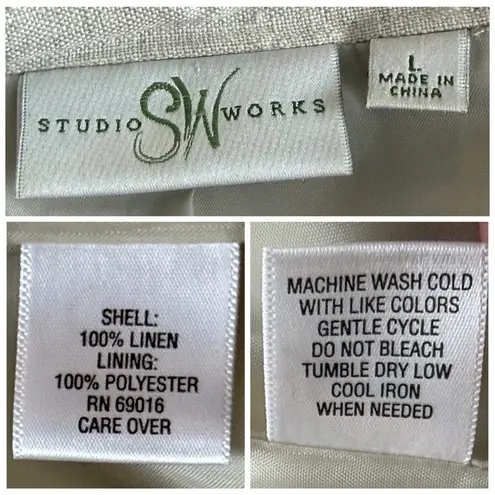 STUDIO SW WORKS
L
MADE IN
CHINA
SHELL:
100% LINEN
LINING:
100% POLYESTER
RN 69016
CARE OVER
MACHINE WASH COLD
WITH LIKE COLORS
GENTLE CYCLE
DO NOT BLEACH
TUMBLE DRY LOW
COOL IRON
WHEN NEEDED